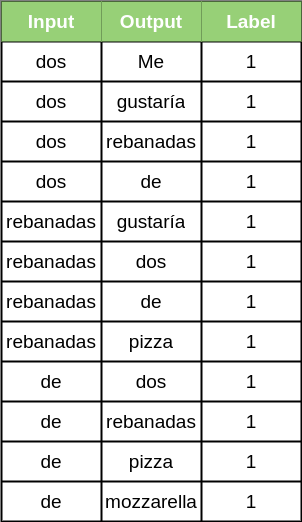 Input Output Label
dos Me 1
dos gustaría 1
dos rebanadas 1
dos de 1
rebanadas gustaría 1
rebanadas dos 1
rebanadas de 1
rebanadas pizza 1
de dos 1
de rebanadas 1
de pizza 1
de mozzarella 1